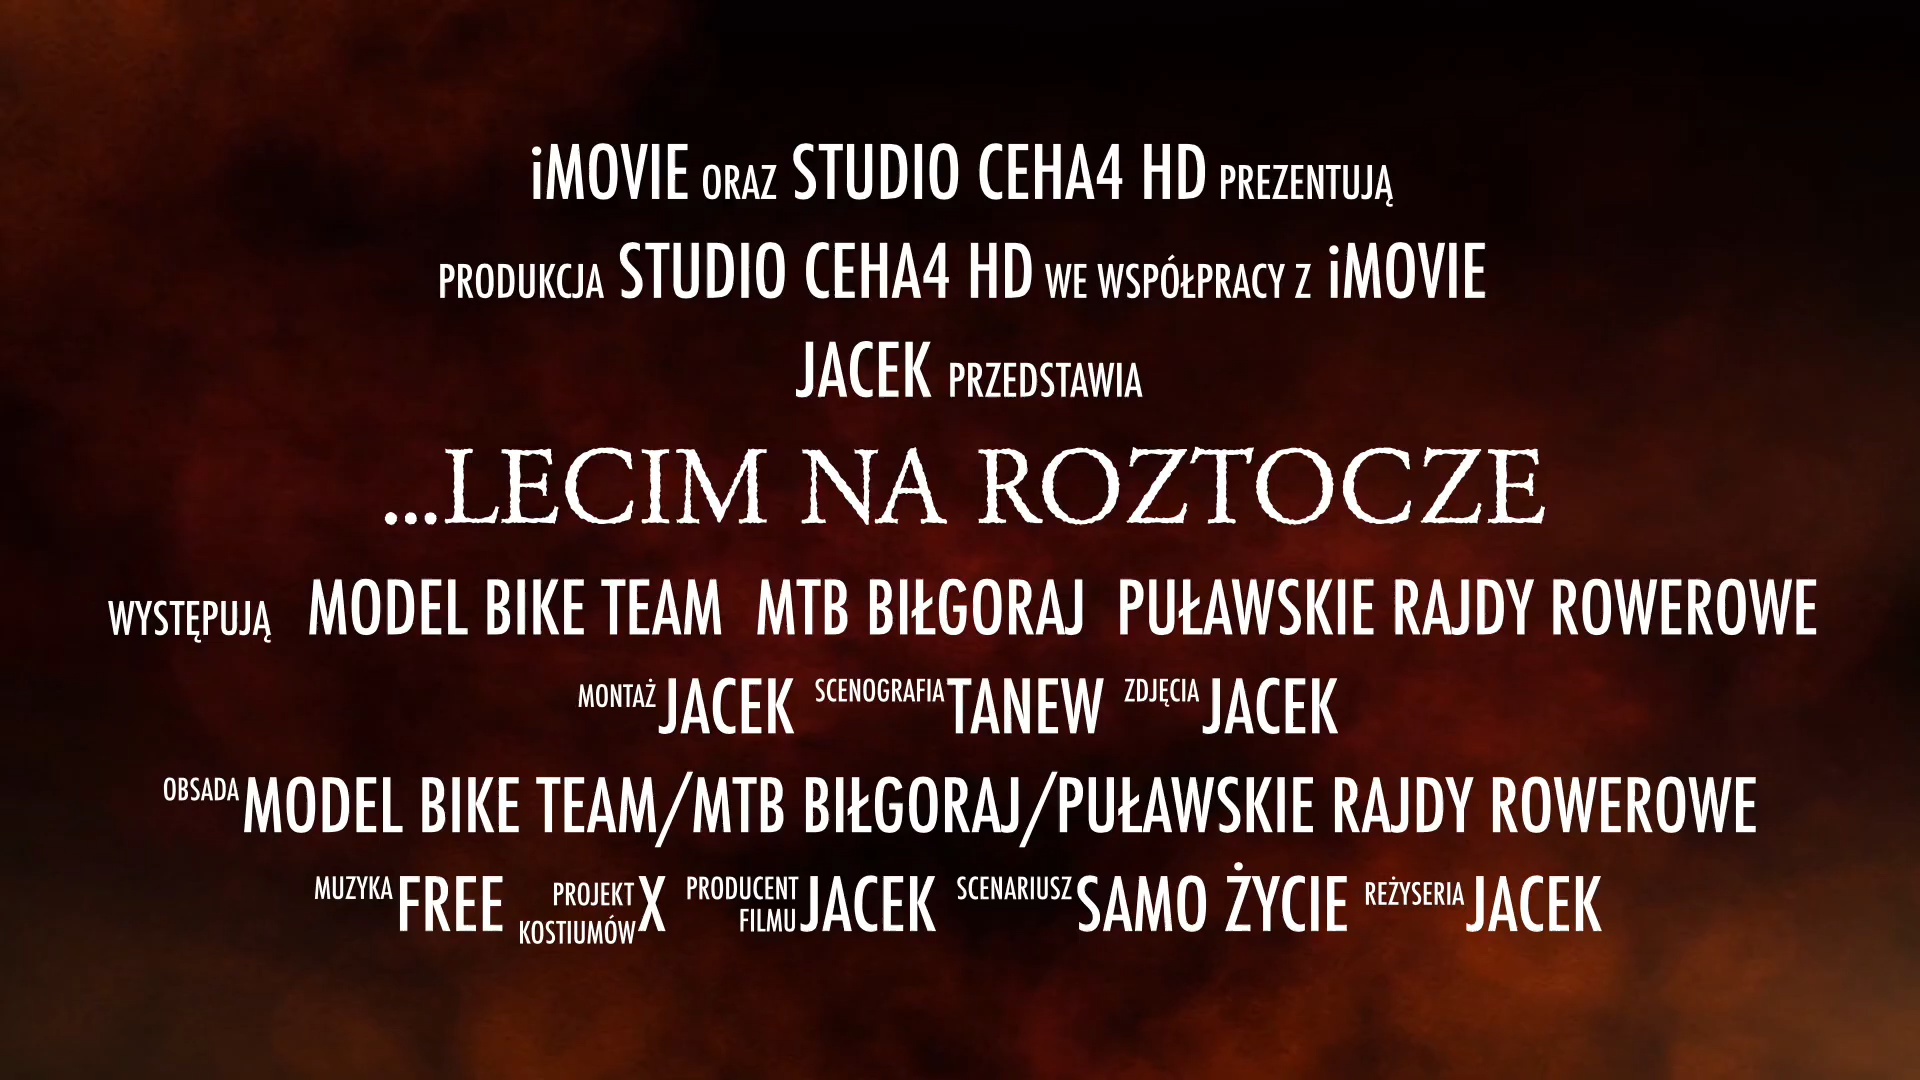 iMOVIE ORAZ STUDIO CEHA4 HD PREZENTUJĄ
PRODUKCJA STUDIO CEHA4 HD WE WSPÓŁPRACY Z iMOVIE
JACEK PRZEDSTAWIA
...LECIM NA ROZTOCZE
WYSTĘPUJĄ MODEL BIKE TEAM MTB BIŁGORAJ PUŁAWSKIE RAJDY ROWEROWE
MONTAŻ JACEK SCENOGRAFIA TANEW ZDJĘCIA JACEK
OBSADA MODEL BIKE TEAM/MTB BIŁGORAJ/PUŁAWSKIE RAJDY ROWEROWE
MUZYKA FREE PROJEKT KOSTIUMÓW X PRODUCENT FILMU JACEK SCENARIUSZ SAMO ŻYCIE REŻYSERIA JACEK